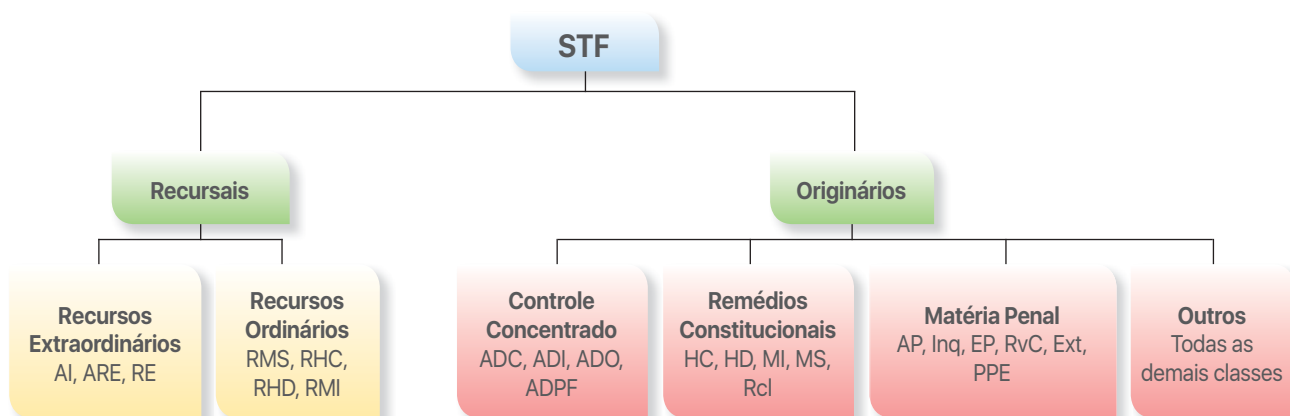 STF
Recursais
Originários
Recursos
Extraordinários
AI, ARE, RE
Recursos
Ordinários
RMS, RHC,
RHD, RMI
Controle
Concentrado
ADC, ADI, ADO,
ADPF
Remédios
Constitucionais
HC, HD, MI, MS,
Rcl
Matéria Penal
AP, Inq, EP, RvC, Ext,
PPE
Outros
Todas as
demais classes